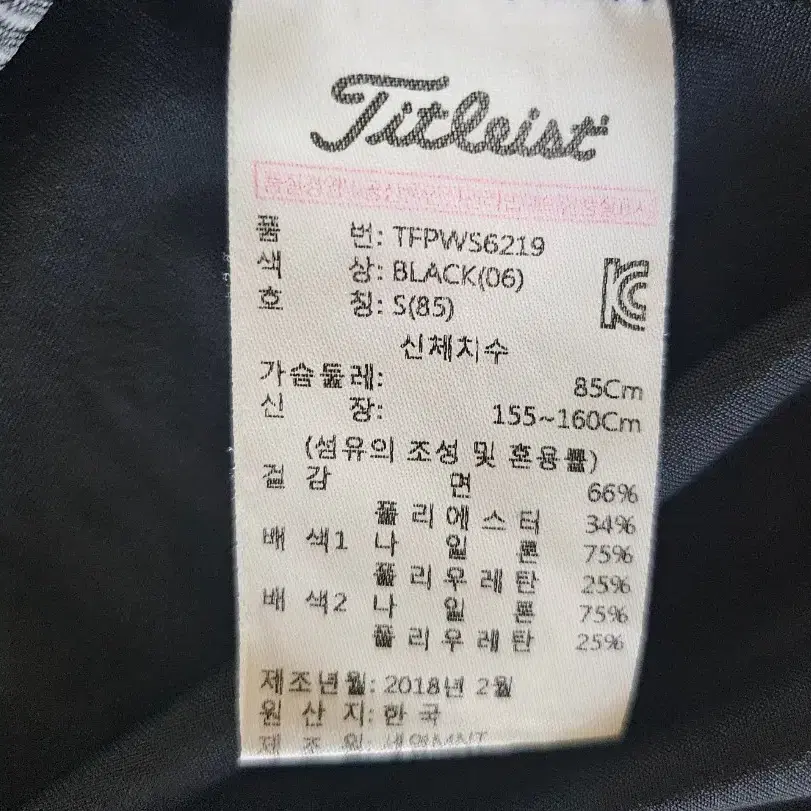 Titleist
품 번: TFPWS6219
색 상: BLACK(06)
호 칭: S(85)
신체치수
가슴둘레: 85Cm
신 장: 155~160Cm
(섬유의 조성 및 혼용률)
겉 감 면 66%
폴리에스터 34%
배 색1 나 일 론 75%
폴리우레탄 25%
배 색2 나 일 론 75%
폴리우레탄 25%
제조년월: 2018년 2월
원 산 지: 한 국
제 조 원: